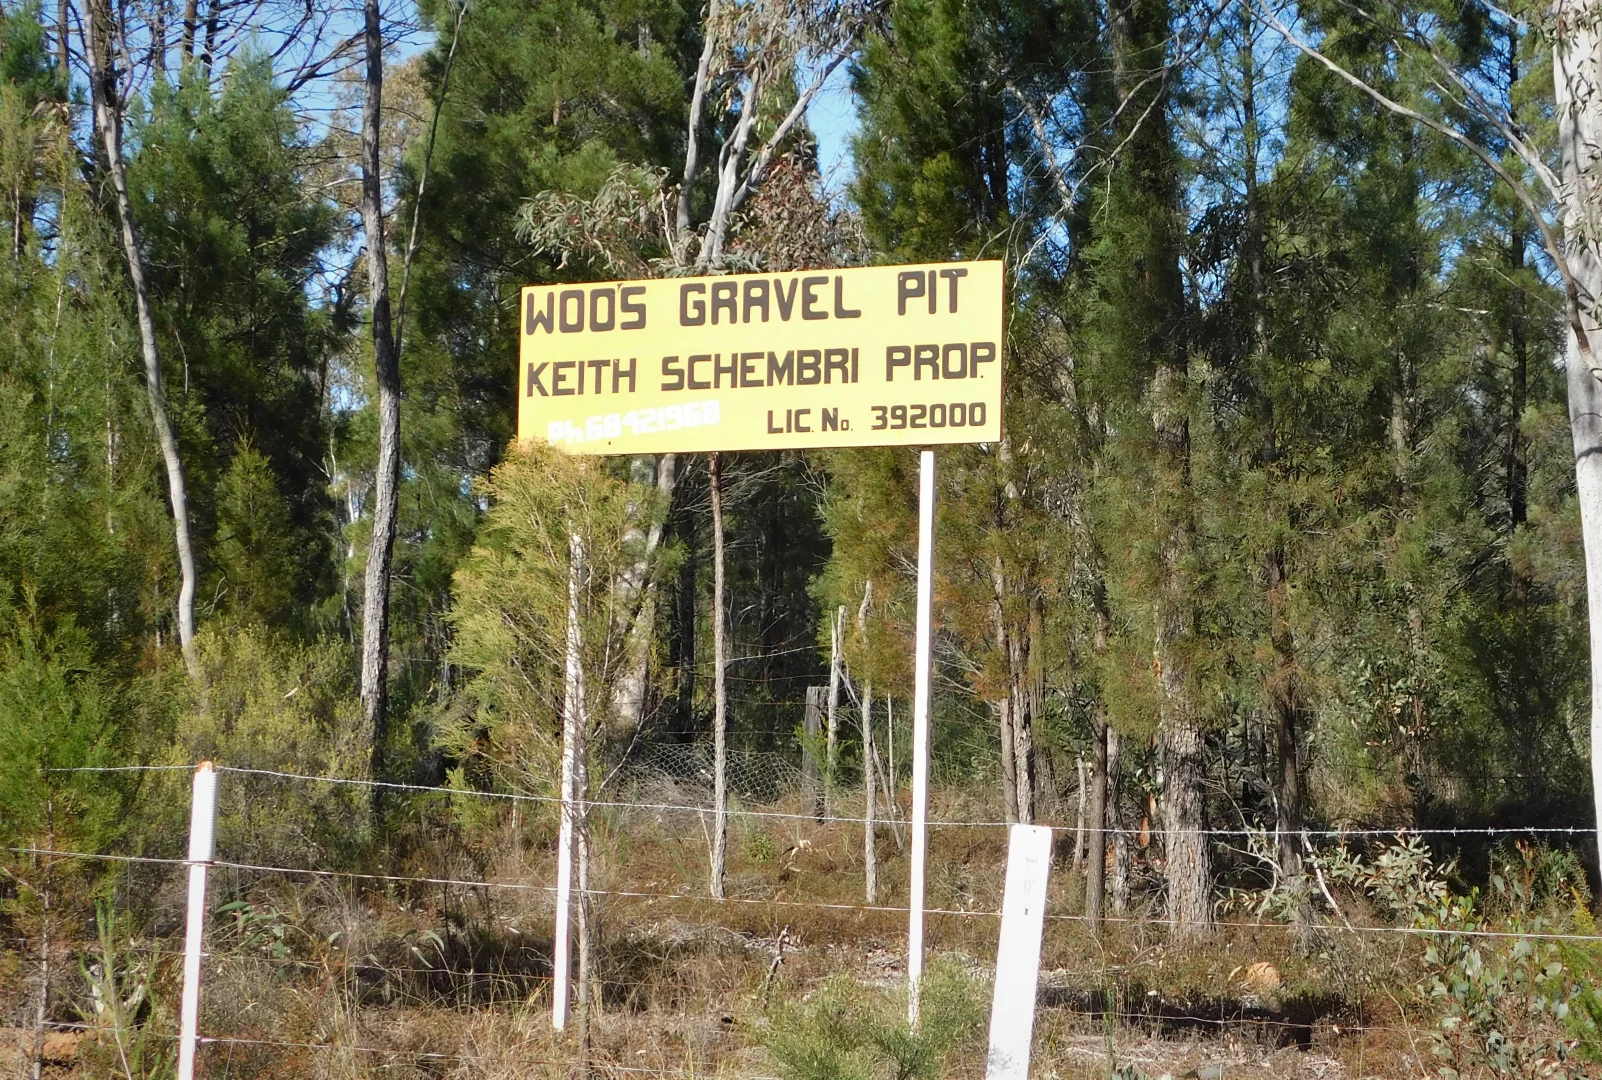 WOO'S GRAVEL PIT
KEITH SCHEMBRI PROP.
Ph 68421968 LIC. No. 392000